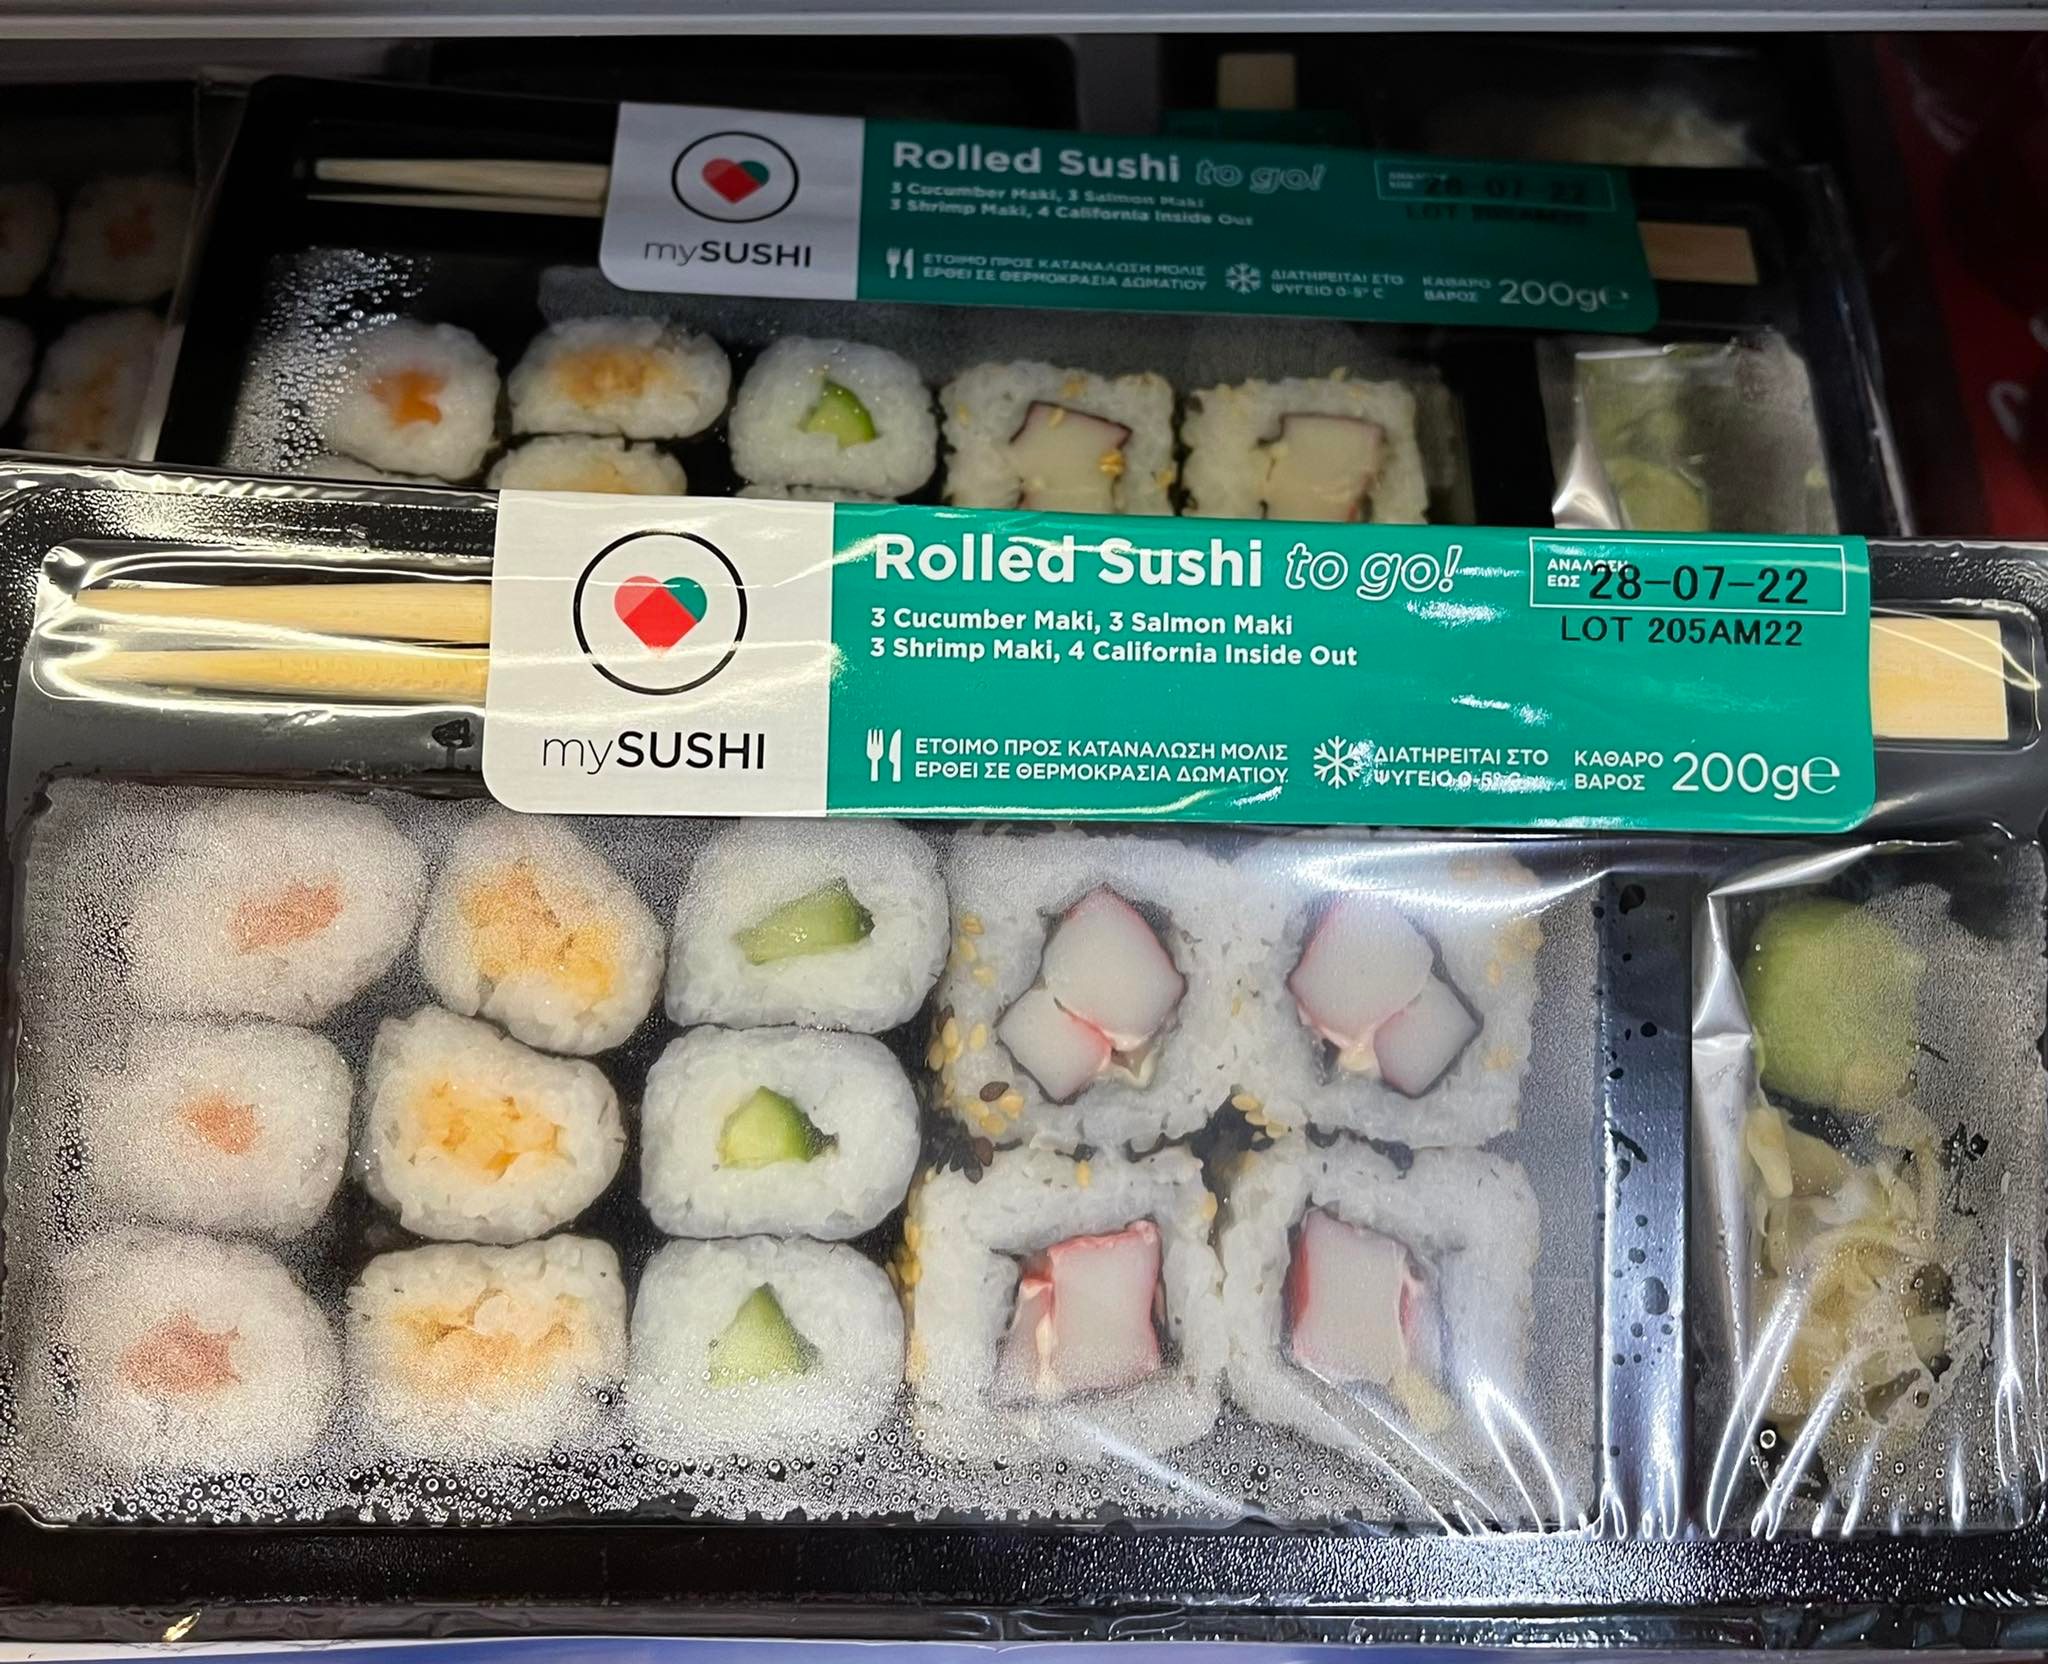 Rolled Sushi to go!
3 Cucumber Maki, 3 Salmon Maki
3 Shrimp Maki, 4 California Inside Out
28-07-22
LOT
mySUSHI
ΕΤΟΙΜΟ ΠΡΟΣ ΚΑΤΑΝΑΛΩΣΗ ΜΟΛΙΣ
ΕΡΘΕΙ ΣΕ ΘΕΡΜΟΚΡΑΣΙΑ ΔΩΜΑΤΙΟΥ
ΔΙΑΤΗΡΕΙΤΑΙ ΣΤΟ
ΨΥΓΕΙΟ 0-5° C
ΚΑΘΑΡΟ
ΒΑΡΟΣ
200g℮
Rolled Sushi to go!
3 Cucumber Maki, 3 Salmon Maki
3 Shrimp Maki, 4 California Inside Out
ΑΝΑΛΩΣΗ
ΕΩΣ
28-07-22
LOT 205AM22
mySUSHI
ΕΤΟΙΜΟ ΠΡΟΣ ΚΑΤΑΝΑΛΩΣΗ ΜΟΛΙΣ
ΕΡΘΕΙ ΣΕ ΘΕΡΜΟΚΡΑΣΙΑ ΔΩΜΑΤΙΟΥ
ΔΙΑΤΗΡΕΙΤΑΙ ΣΤΟ
ΨΥΓΕΙΟ 0-5° C
ΚΑΘΑΡΟ
ΒΑΡΟΣ
200g℮